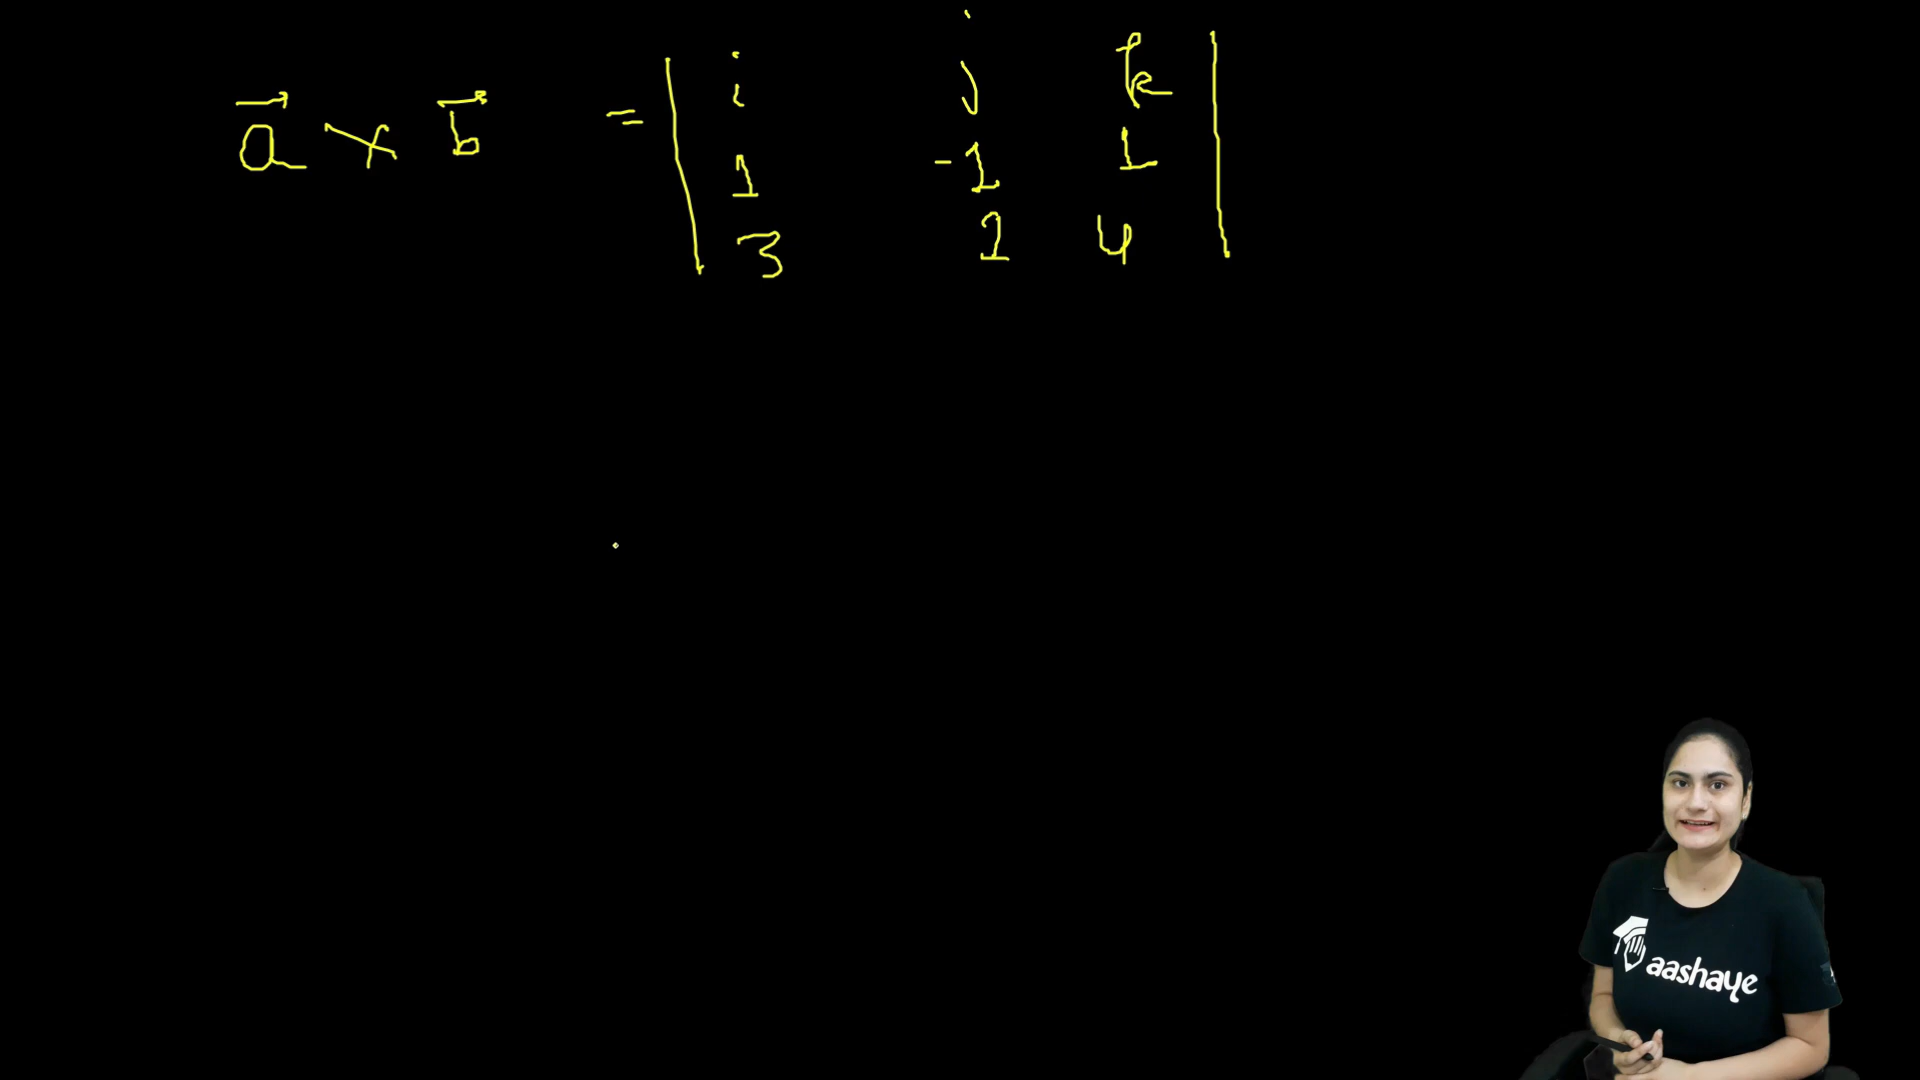 a⃗ × b⃗ = | i j k |
| 1 -1 1 |
| 3 2 4 |
aashaye